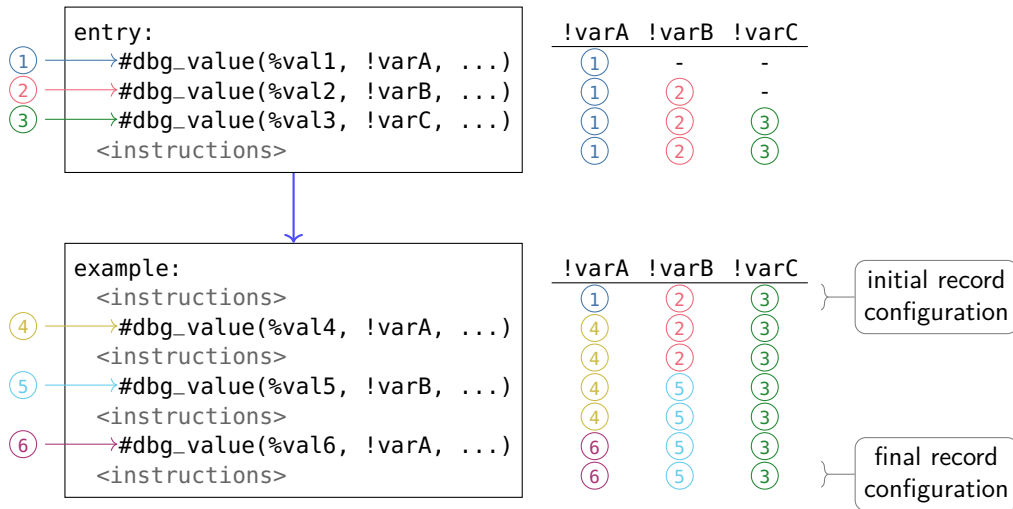 entry:
1 #dbg_value(%val1, !varA, ...)
2 #dbg_value(%val2, !varB, ...)
3 #dbg_value(%val3, !varC, ...)
<instructions>
!varA !varB !varC
1 - -
1 2 -
1 2 3
1 2 3
example:
<instructions>
4 #dbg_value(%val4, !varA, ...)
<instructions>
5 #dbg_value(%val5, !varB, ...)
<instructions>
6 #dbg_value(%val6, !varA, ...)
<instructions>
!varA !varB !varC
1 2 3
4 2 3
4 2 3
4 5 3
4 5 3
6 5 3
6 5 3
initial record
configuration
final record
configuration